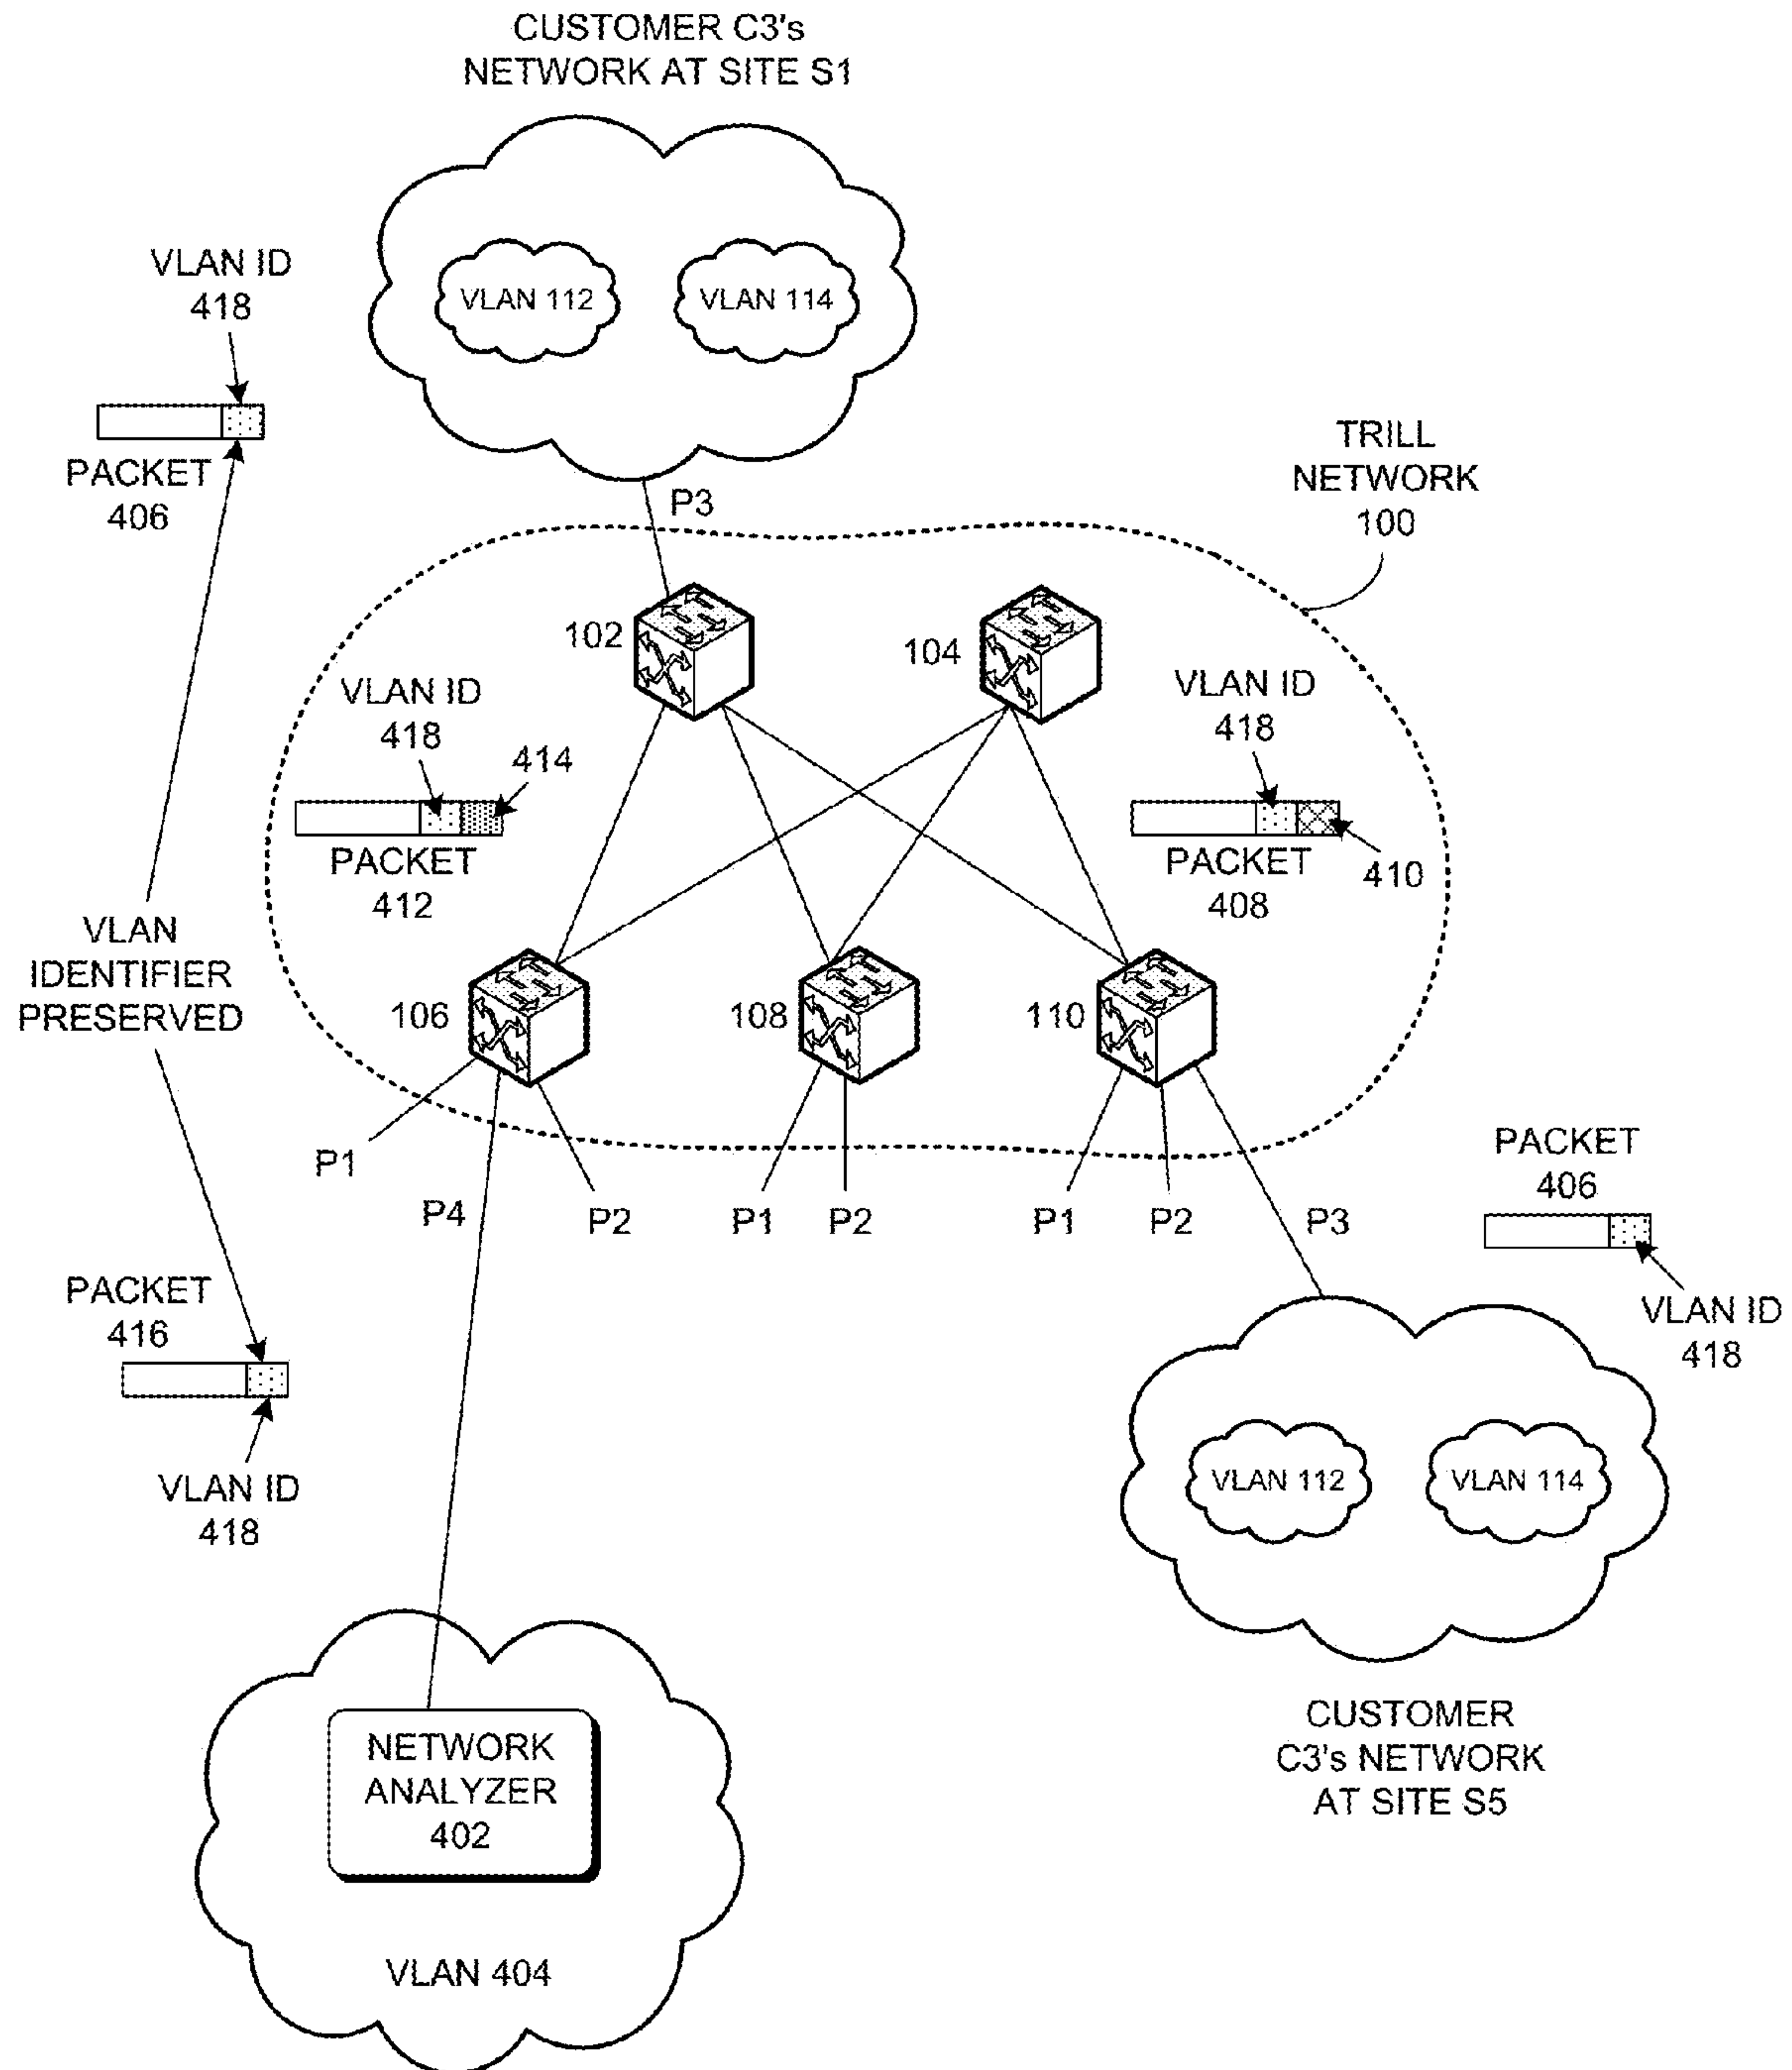 CUSTOMER C3's
NETWORK AT SITE S1
VLAN 112
VLAN 114
VLAN ID
418
PACKET
406
P3
TRILL
NETWORK
100
102
104
VLAN ID
418
414
PACKET
412
VLAN ID
418
410
PACKET
408
VLAN
IDENTIFIER
PRESERVED
106
108
110
P1
P4
P2
P1
P2
P1
P2
P3
PACKET
406
VLAN ID
418
PACKET
416
VLAN ID
418
VLAN 112
VLAN 114
CUSTOMER
C3's NETWORK
AT SITE S5
NETWORK
ANALYZER
402
VLAN 404